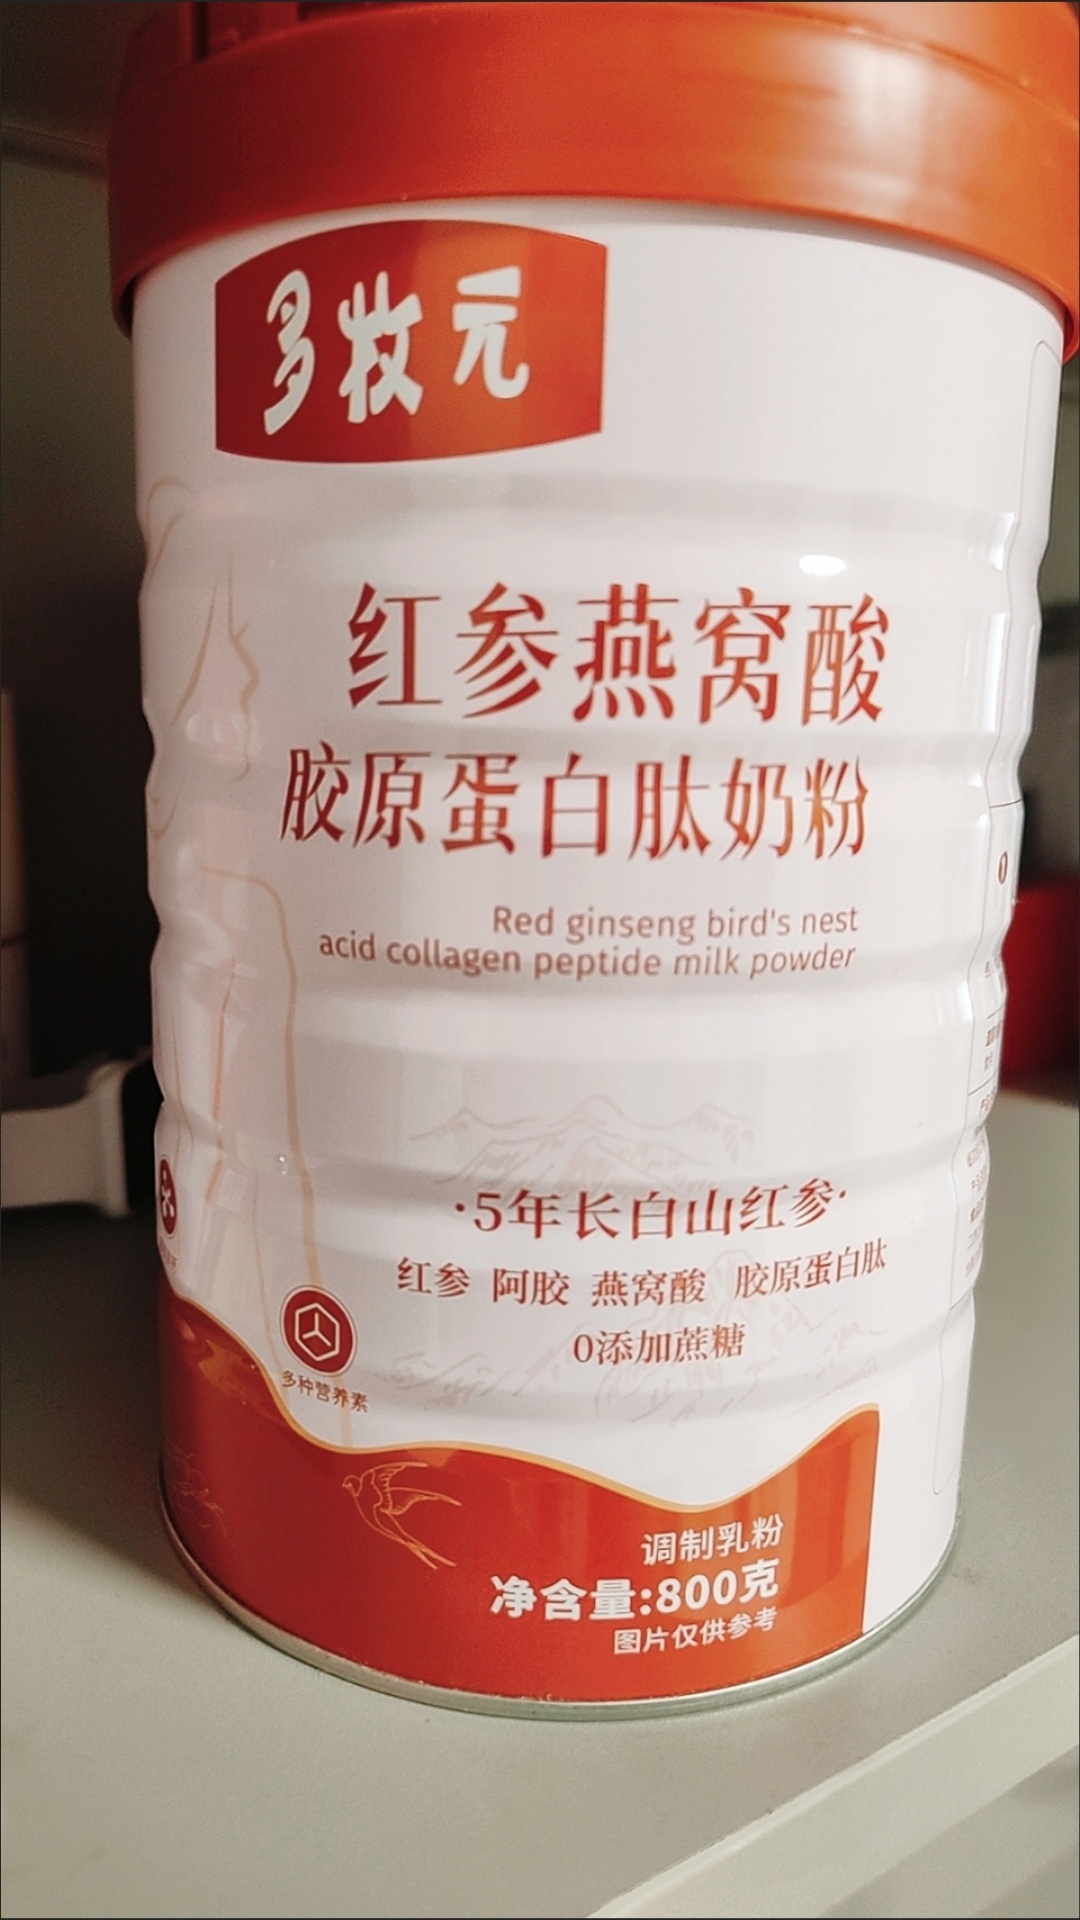 多牧元
红参燕窝酸
胶原蛋白肽奶粉
Red ginseng bird's nest
acid collagen peptide milk powder
·5年长白山红参·
红参 阿胶 燕窝酸 胶原蛋白肽
0添加蔗糖
多种营养素
调制乳粉
净含量:800克
图片仅供参考